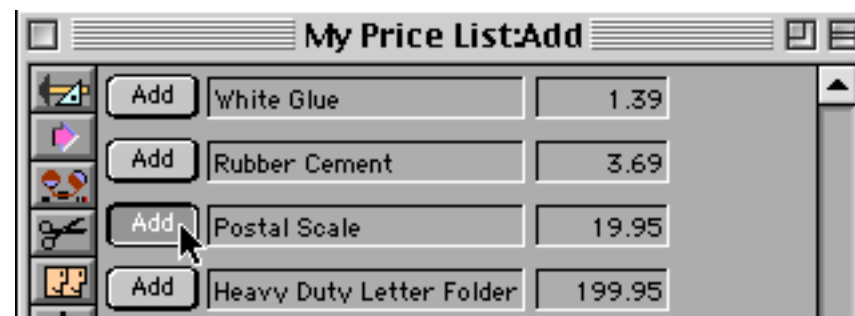 My Price List:Add
Add White Glue 1.39
Add Rubber Cement 3.69
Add Postal Scale 19.95
Add Heavy Duty Letter Folder 199.95